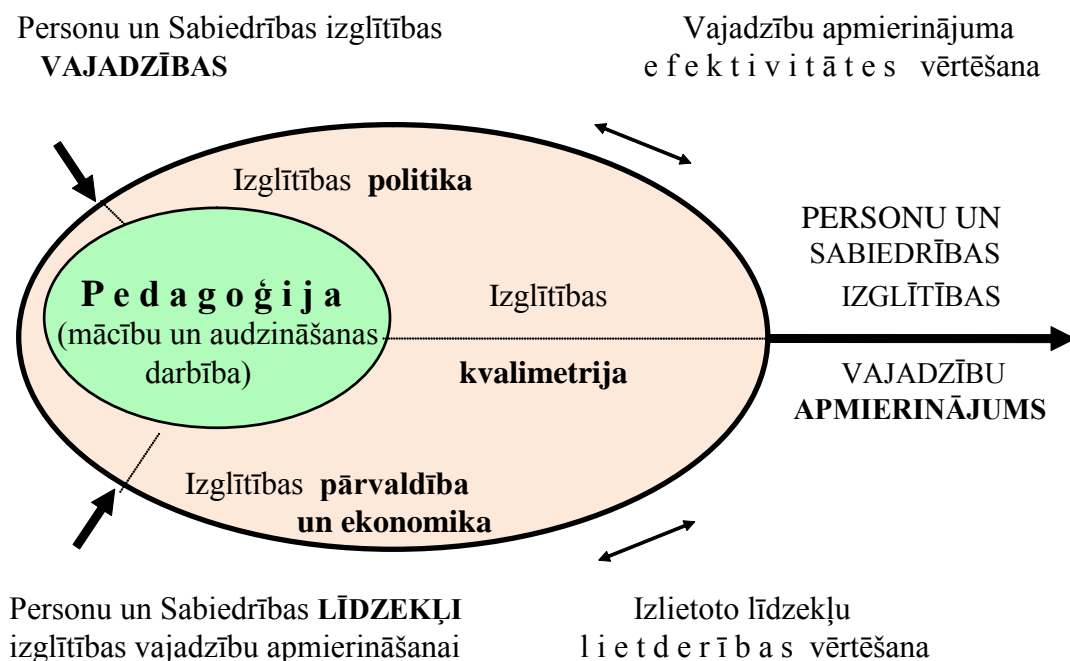 Personu un Sabiedrības izglītības
VAJADZĪBAS
Vajadzību apmierinājuma
e f e k t i v i t ā t e s vērtēšana
Izglītības politika
P e d a g o ģ i j a
(mācību un audzināšanas
darbība)
Izglītības
kvalimetrija
PERSONU UN
SABIEDRĪBAS
IZGLĪTĪBAS
VAJADZĪBU
APMIERINĀJUMS
Izglītības pārvaldība
un ekonomika
Personu un Sabiedrības LĪDZEKĻI
izglītības vajadzību apmierināšanai
Izlietoto līdzekļu
l i e t d e r ī b a s vērtēšana